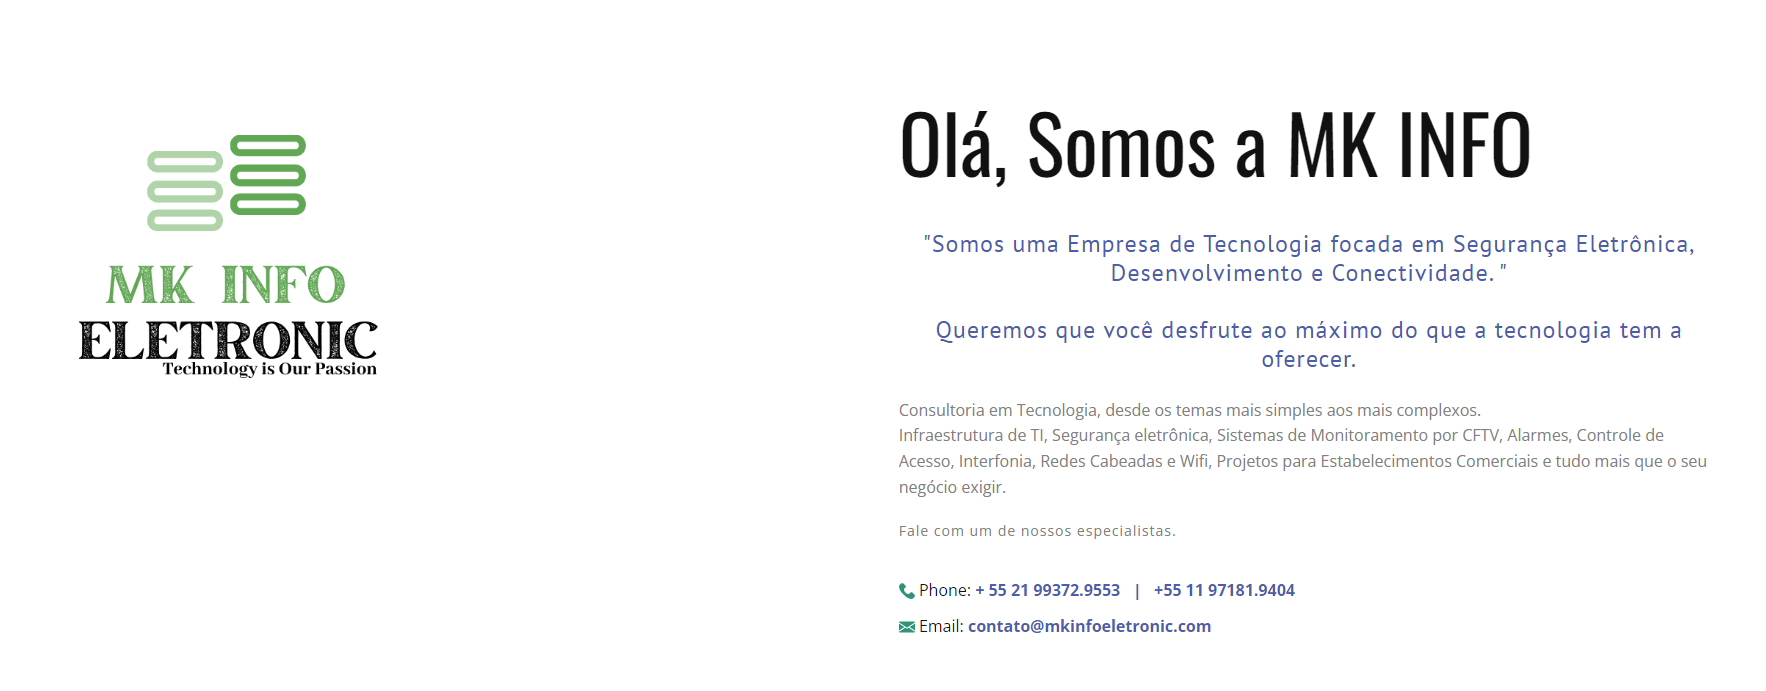 MK INFO
ELETRONIC
Technology is Our Passion
Olá, Somos a MK INFO
"Somos uma Empresa de Tecnologia focada em Segurança Eletrônica,
Desenvolvimento e Conectividade. "
Queremos que você desfrute ao máximo do que a tecnologia tem a
oferecer.
Consultoria em Tecnologia, desde os temas mais simples aos mais complexos.
Infraestrutura de TI, Segurança eletrônica, Sistemas de Monitoramento por CFTV, Alarmes, Controle de
Acesso, Interfonia, Redes Cabeadas e Wifi, Projetos para Estabelecimentos Comerciais e tudo mais que o seu
negócio exigir.
Fale com um de nossos especialistas.
Phone: + 55 21 99372.9553 | +55 11 97181.9404
Email: contato@mkinfoeletronic.com